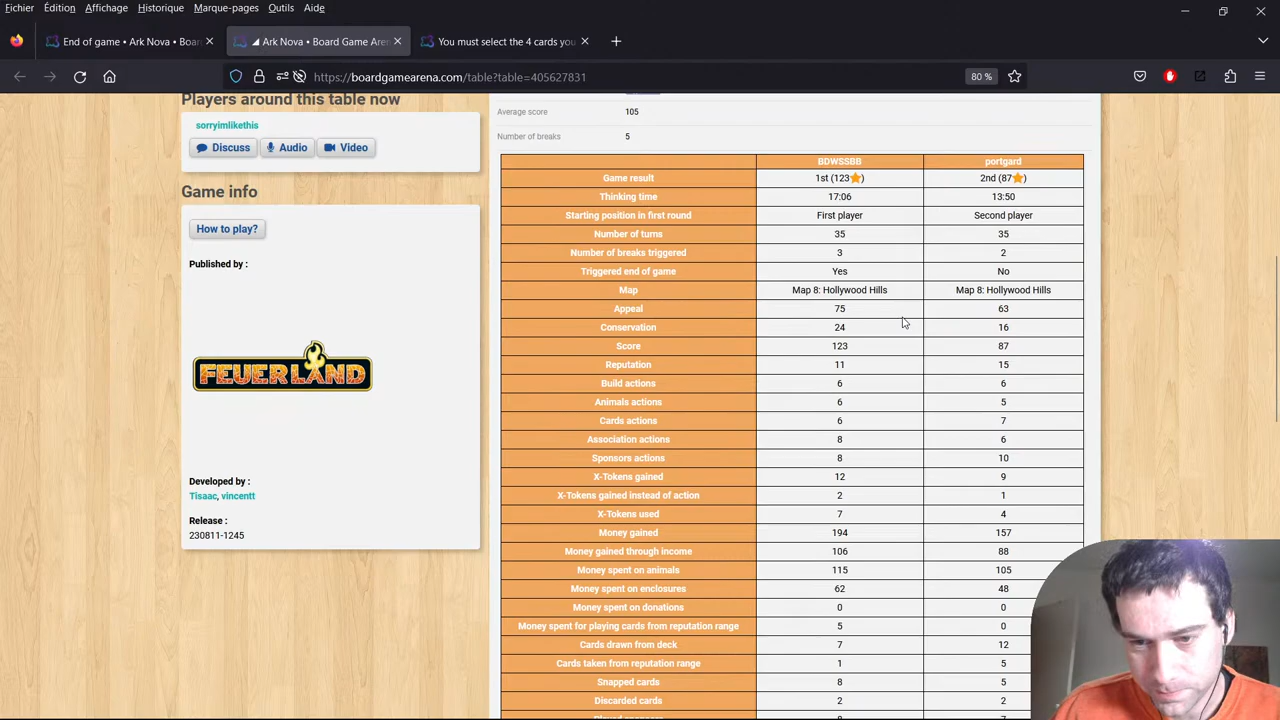 Fichier Édition Affichage Historique Marque-pages Outils Aide
End of game • Ark Nova • Boar
Ark Nova • Board Game Aren
You must select the 4 cards you
https://boardgamearena.com/table?table=405627831
80 %
Players around this table now
sorryimlikethis
Discuss Audio Video
Game info
How to play?
Published by :
FEUERLAND
Developed by :
Tisaac, vincentt
Release :
230811-1245
Average score 105
Number of breaks 5
BDWSSBB portgard
Game result 1st (123) 2nd (87)
Thinking time 17:06 13:50
Starting position in first round First player Second player
Number of turns 35 35
Number of breaks triggered 3 2
Triggered end of game Yes No
Map Map 8: Hollywood Hills Map 8: Hollywood Hills
Appeal 75 63
Conservation 24 16
Score 123 87
Reputation 11 15
Build actions 6 6
Animals actions 6 5
Cards actions 6 7
Association actions 8 6
Sponsors actions 8 10
X-Tokens gained 12 9
X-Tokens gained instead of action 2 1
X-Tokens used 7 4
Money gained 194 157
Money gained through income 106 88
Money spent on animals 115 105
Money spent on enclosures 62 48
Money spent on donations 0 0
Money spent for playing cards from reputation range 5 0
Cards drawn from deck 7 12
Cards taken from reputation range 1 5
Snapped cards 8 5
Discarded cards 2 2